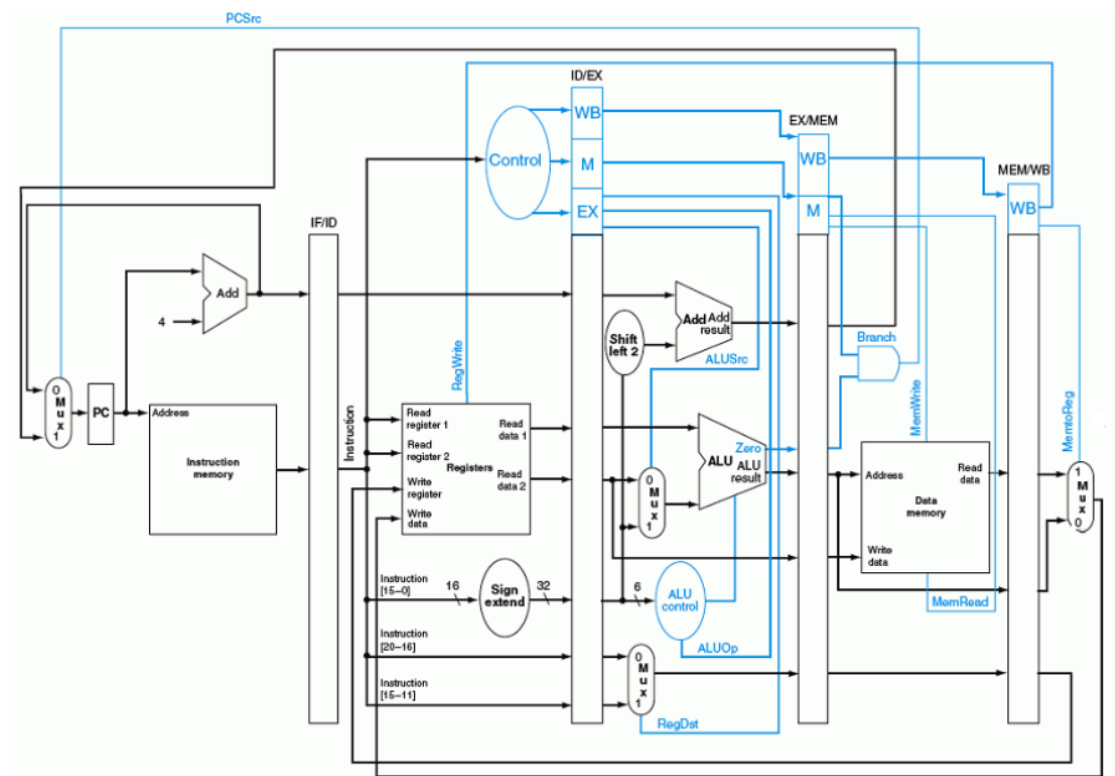 PCSrc
ID/EX
WB
EX/MEM
Control
M
WB
MEM/WB
EX
M
WB
IF/ID
Add
4
Add
Add
result
Shift
left 2
Branch
ALUSrc
RegWrite
MemWrite
MemtoReg
0
M
u
x
1
PC
Address
Instruction
memory
Instruction
Read
register 1
Read
data 1
Read
register 2
Registers
Read
data 2
Write
register
Write
data
0
M
u
x
1
Zero
ALU
ALU
result
Address
Read
data
Data
memory
Write
data
1
M
u
x
0
Instruction
[15–0]
16
Sign
extend
32
6
ALU
control
MemRead
Instruction
[20–16]
ALUOp
0
M
u
x
1
Instruction
[15–11]
RegDst